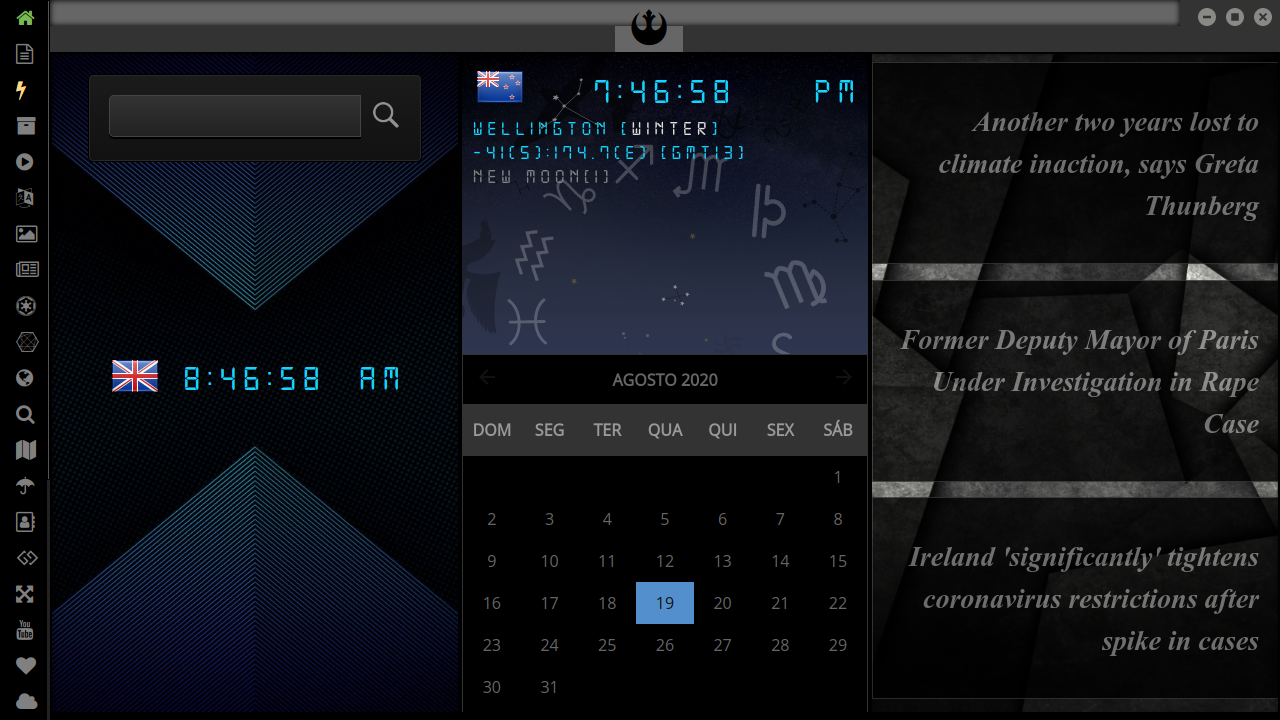 7:46:58 PM
WELLINGTON [WINTER]
-41(S):174.7(E) [GMT13]
NEW MOON[1]
8:46:58 AM
AGOSTO 2020
DOM SEG TER QUA QUI SEX SÁB
1
2 3 4 5 6 7 8
9 10 11 12 13 14 15
16 17 18 19 20 21 22
23 24 25 26 27 28 29
30 31
Another two years lost to
climate inaction, says Greta
Thunberg
Former Deputy Mayor of Paris
Under Investigation in Rape
Case
Ireland 'significantly' tightens
coronavirus restrictions after
spike in cases
You
Tube